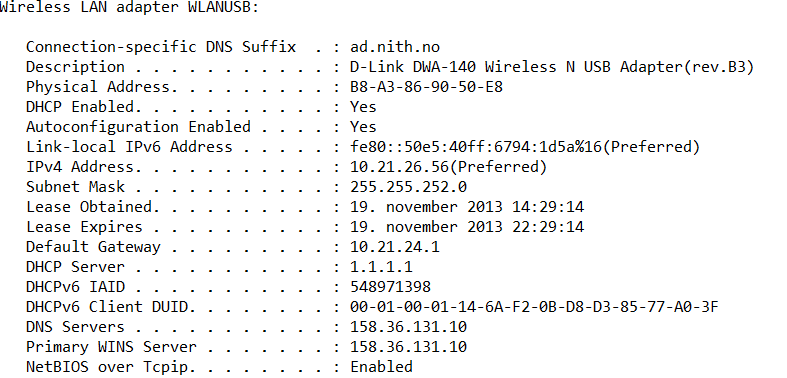 Wireless LAN adapter WLANUSB:
Connection-specific DNS Suffix  . : ad.nith.no
Description . . . . . . . . . . . : D-Link DWA-140 Wireless N USB Adapter(rev.B3)
Physical Address. . . . . . . . . : B8-A3-86-90-50-E8
DHCP Enabled. . . . . . . . . . . : Yes
Autoconfiguration Enabled . . . . : Yes
Link-local IPv6 Address . . . . . : fe80::50e5:40ff:6794:1d5a%16(Preferred)
IPv4 Address. . . . . . . . . . . : 10.21.26.56(Preferred)
Subnet Mask . . . . . . . . . . . : 255.255.252.0
Lease Obtained. . . . . . . . . . : 19. november 2013 14:29:14
Lease Expires . . . . . . . . . . : 19. november 2013 22:29:14
Default Gateway . . . . . . . . . : 10.21.24.1
DHCP Server . . . . . . . . . . . : 1.1.1.1
DHCPv6 IAID . . . . . . . . . . . : 548971398
DHCPv6 Client DUID. . . . . . . . : 00-01-00-01-14-6A-F2-0B-D8-D3-85-77-A0-3F
DNS Servers . . . . . . . . . . . : 158.36.131.10
Primary WINS Server . . . . . . . : 158.36.131.10
NetBIOS over Tcpip. . . . . . . . : Enabled